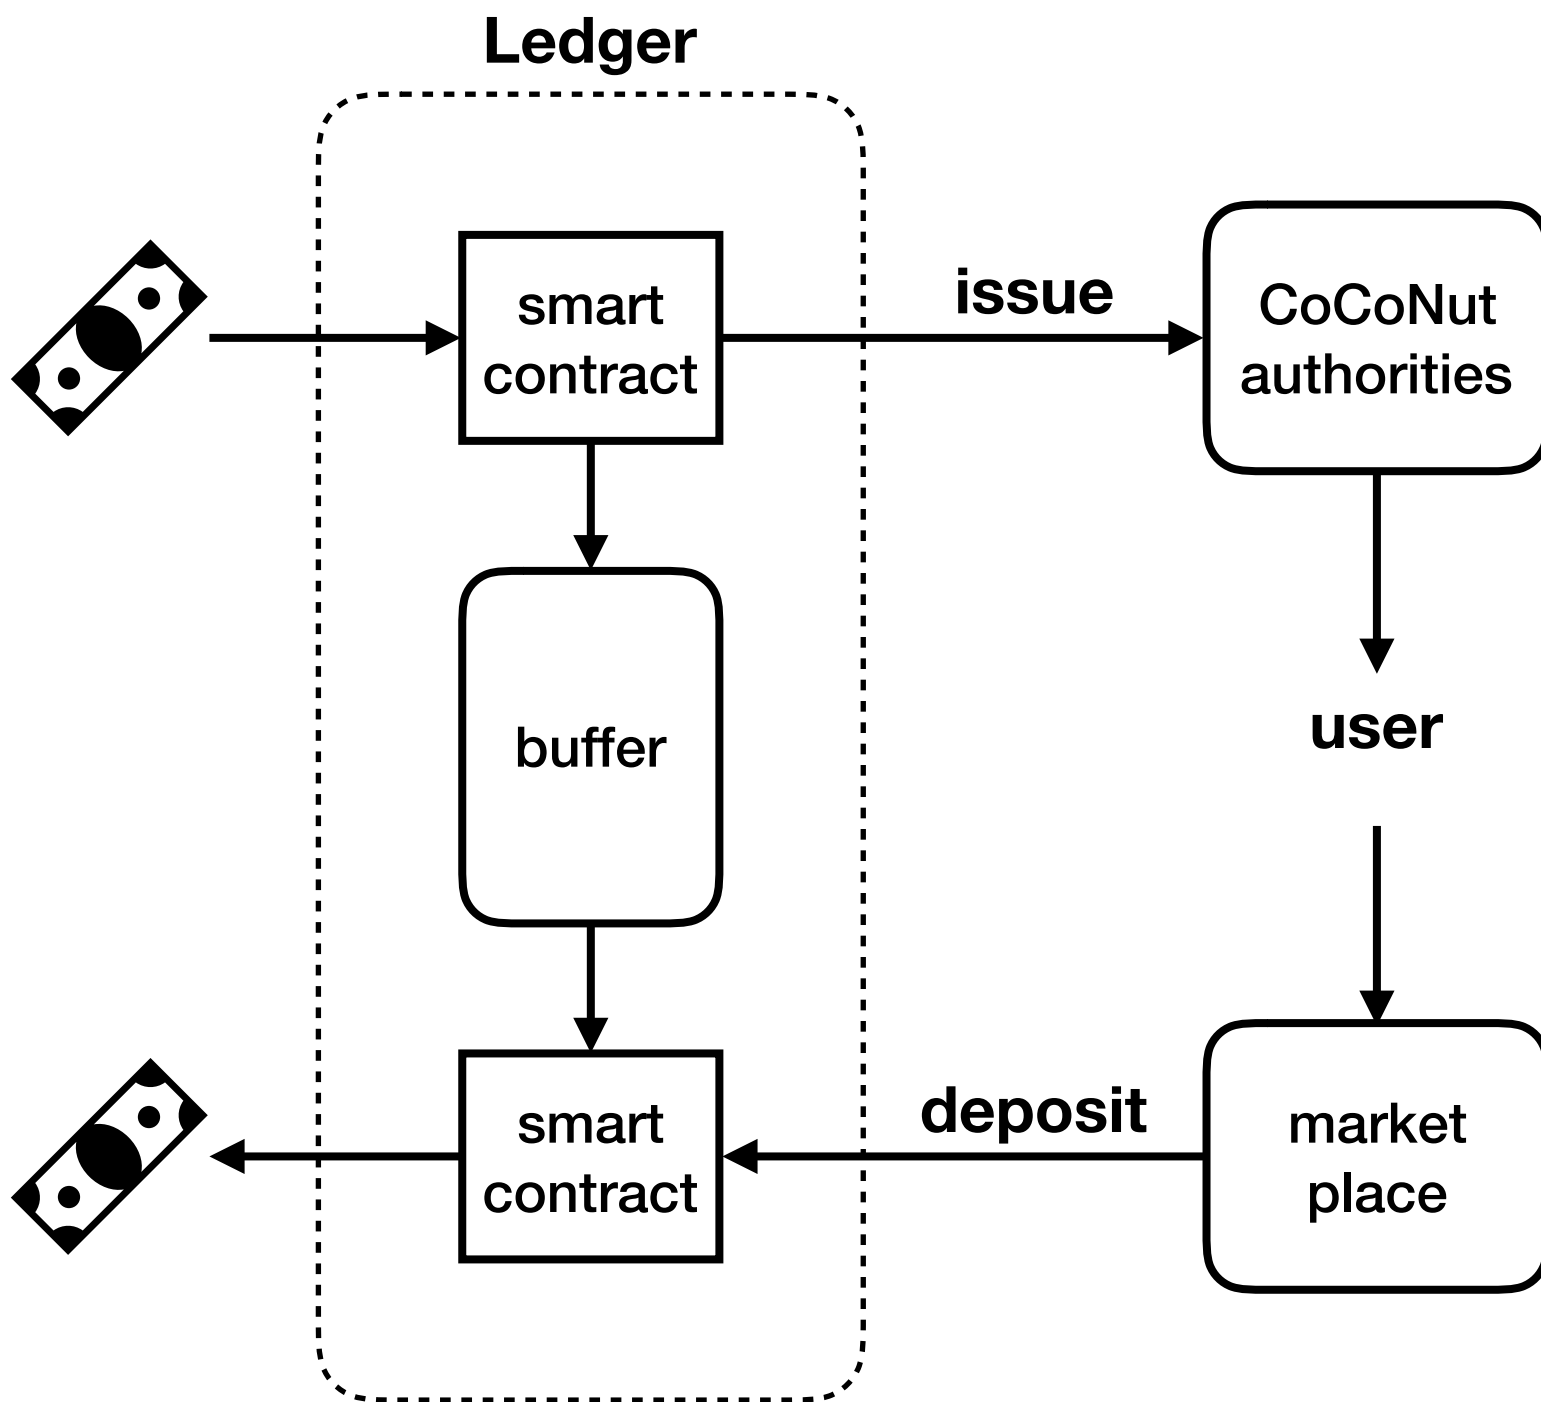 Ledger
smart
contract
issue
CoCoNut
authorities
buffer
user
smart
contract
deposit
market
place